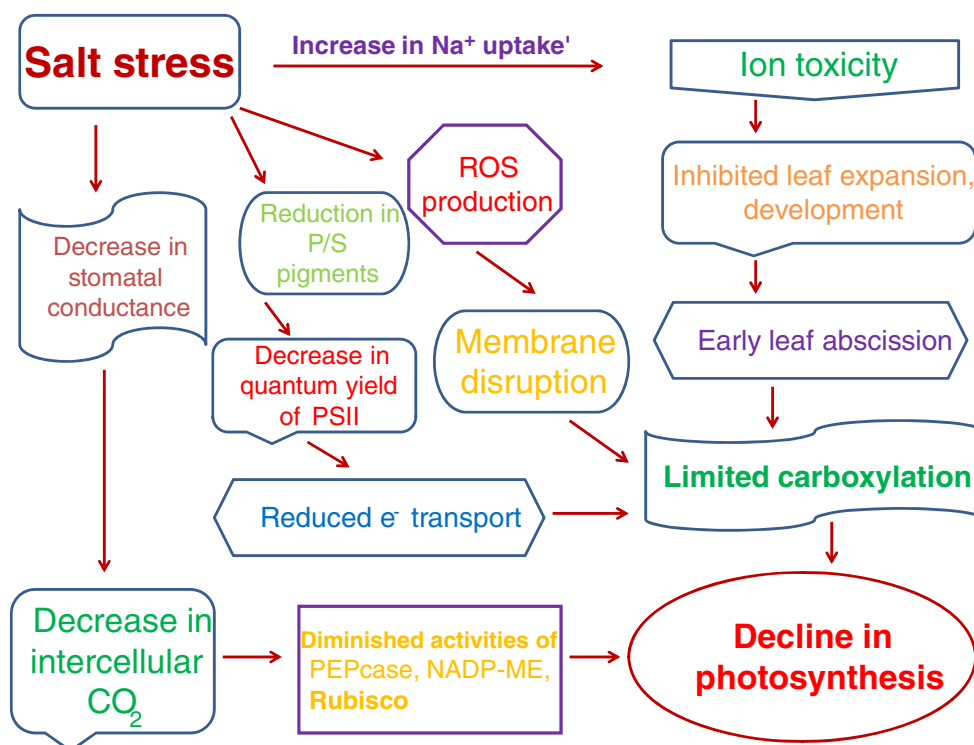 Salt stress
Increase in Na⁺ uptake'
Ion toxicity
ROS
production
Inhibited leaf expansion,
development
Reduction in
P/S
pigments
Decrease in
stomatal
conductance
Membrane
disruption
Early leaf abscission
Decrease in
quantum yield
of PSII
Limited carboxylation
Reduced e⁻ transport
Decrease in
intercellular
CO₂
Diminished activities of
PEPcase, NADP-ME,
Rubisco
Decline in
photosynthesis